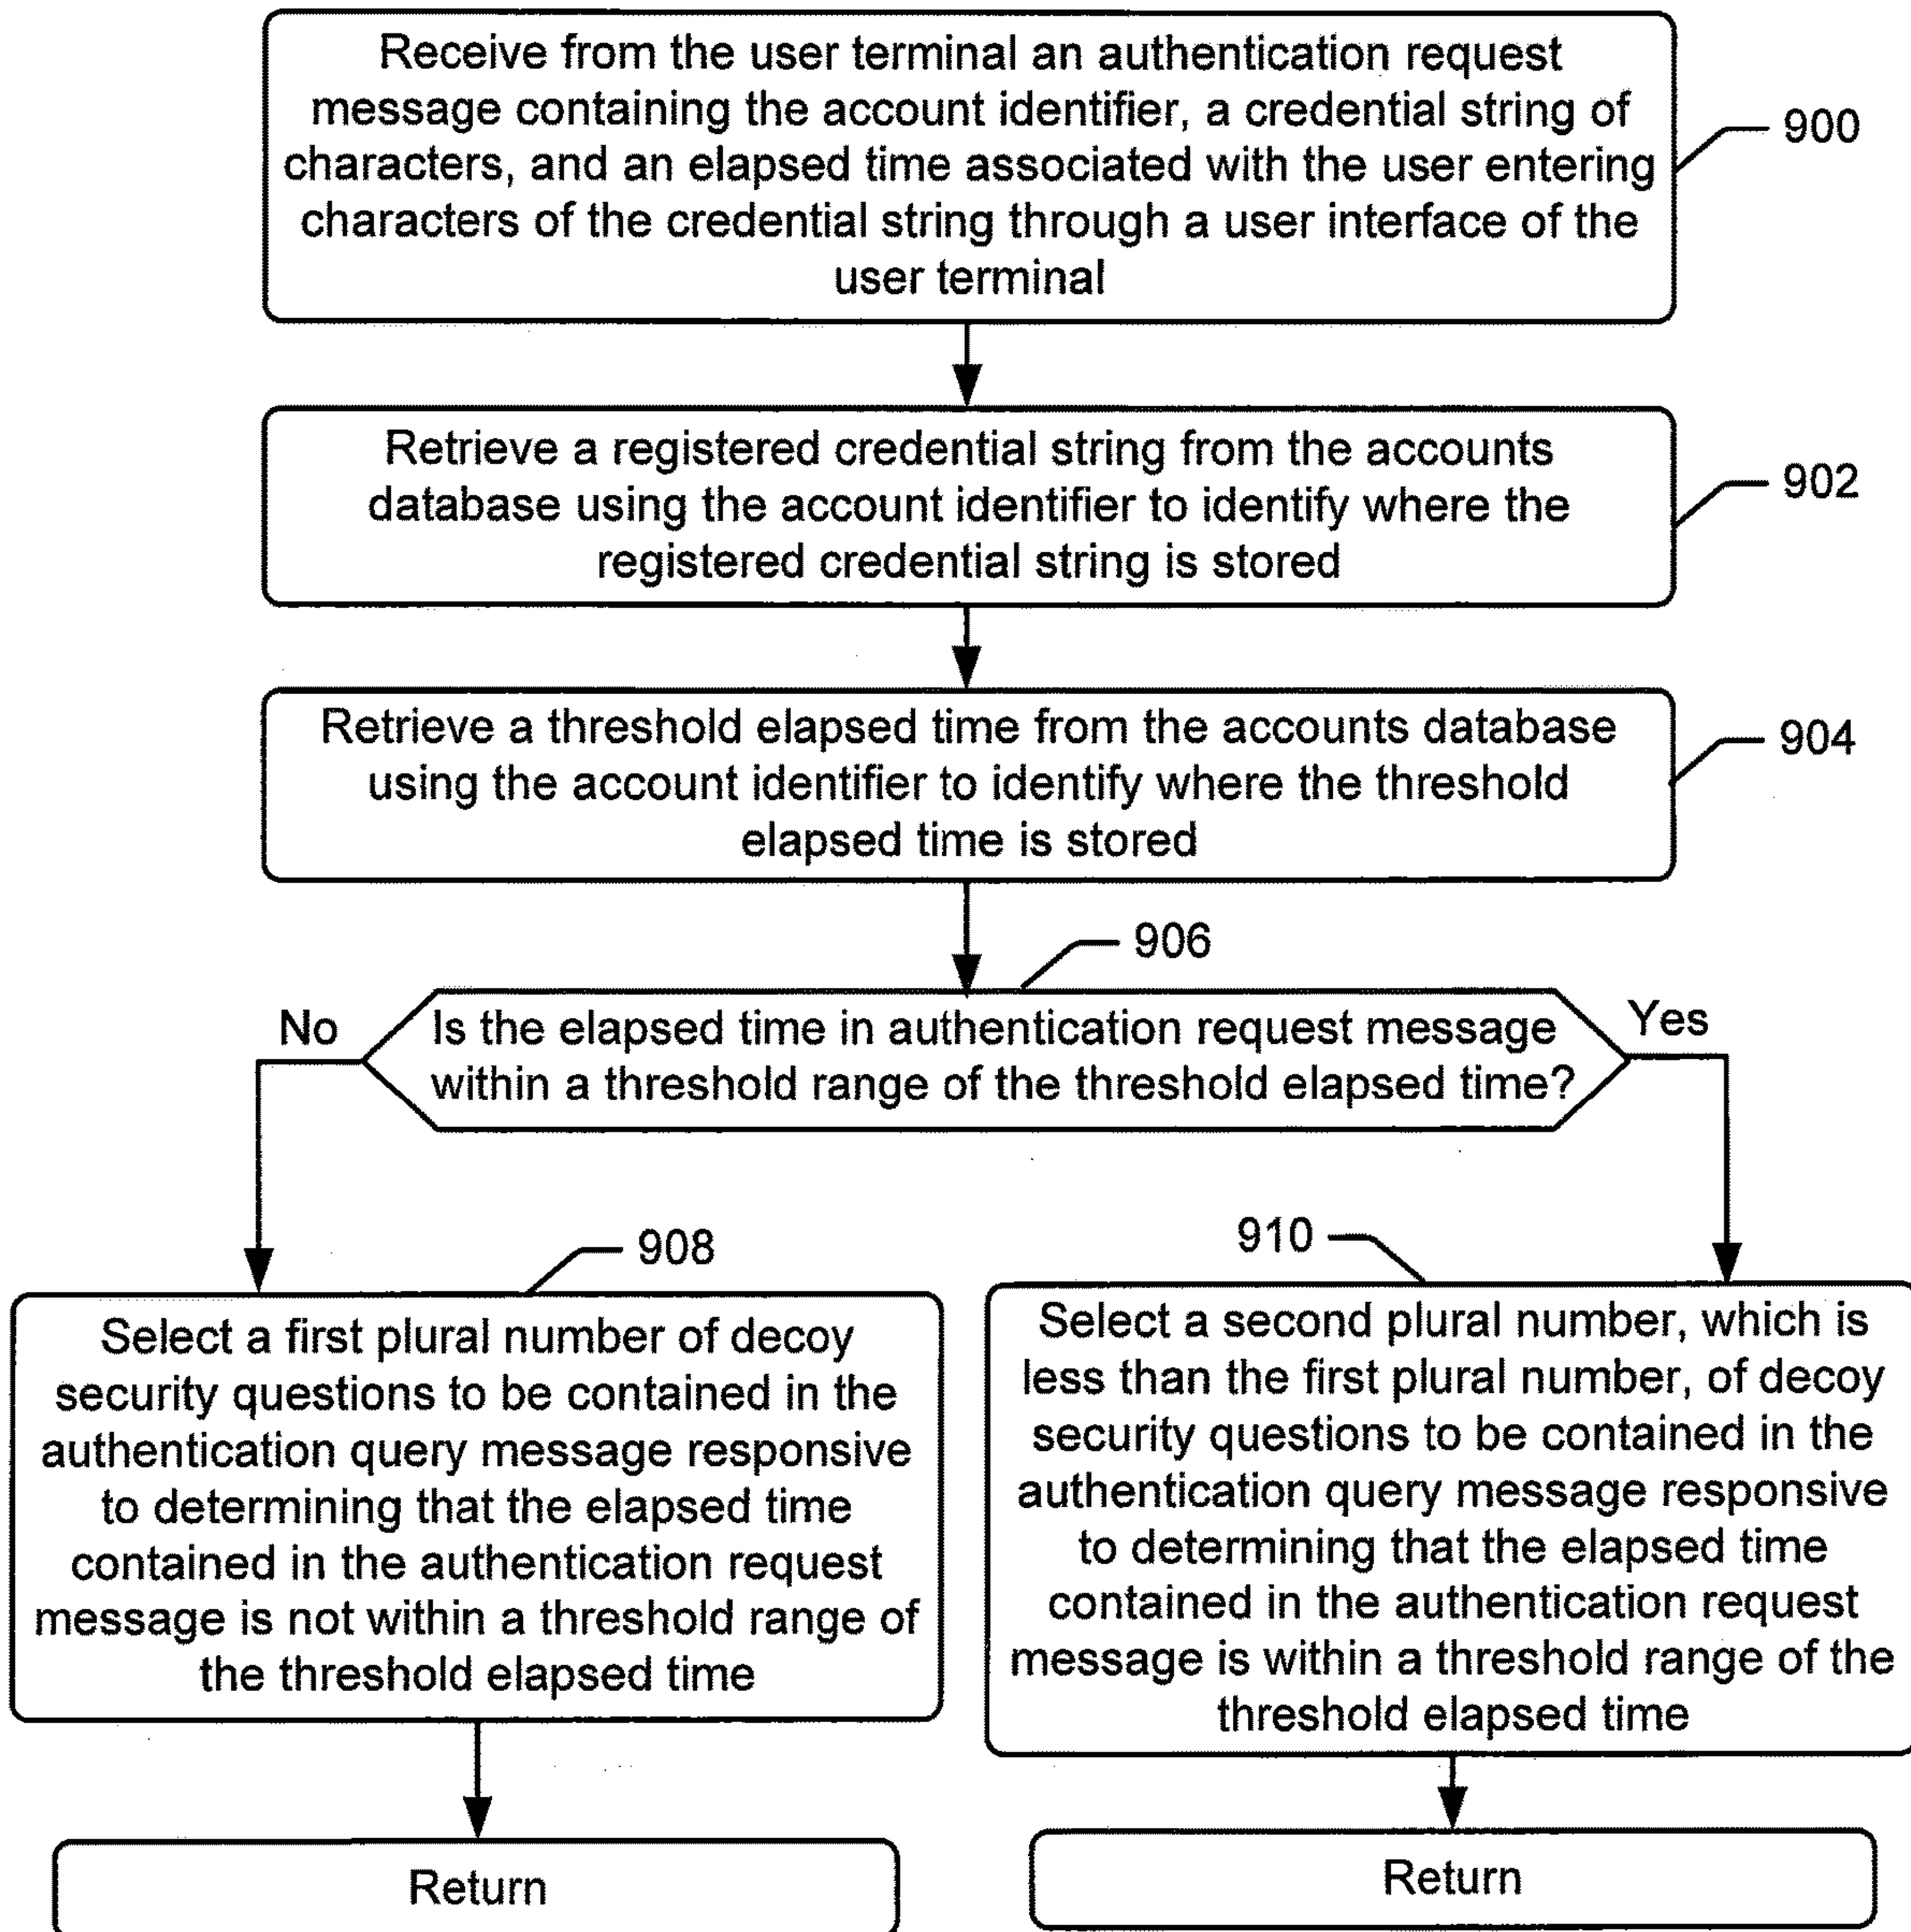 Receive from the user terminal an authentication request
message containing the account identifier, a credential string of
characters, and an elapsed time associated with the user entering
characters of the credential string through a user interface of the
user terminal
900
Retrieve a registered credential string from the accounts
database using the account identifier to identify where the
registered credential string is stored
902
Retrieve a threshold elapsed time from the accounts database
using the account identifier to identify where the threshold
elapsed time is stored
904
906
No
Is the elapsed time in authentication request message
within a threshold range of the threshold elapsed time?
Yes
908
Select a first plural number of decoy
security questions to be contained in the
authentication query message responsive
to determining that the elapsed time
contained in the authentication request
message is not within a threshold range of
the threshold elapsed time
Return
910
Select a second plural number, which is
less than the first plural number, of decoy
security questions to be contained in the
authentication query message responsive
to determining that the elapsed time
contained in the authentication request
message is within a threshold range of the
threshold elapsed time
Return